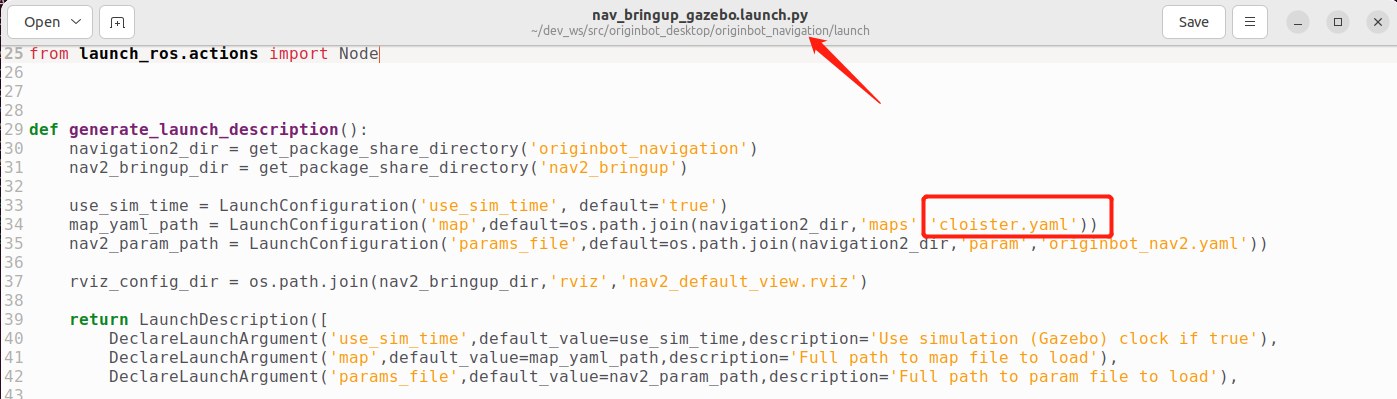 Open
nav_bringup_gazebo.launch.py
~/dev_ws/src/originbot_desktop/originbot_navigation/launch
Save
25 from launch_ros.actions import Node
26
27
28
29 def generate_launch_description():
30     navigation2_dir = get_package_share_directory('originbot_navigation')
31     nav2_bringup_dir = get_package_share_directory('nav2_bringup')
32
33     use_sim_time = LaunchConfiguration('use_sim_time', default='true')
34     map_yaml_path = LaunchConfiguration('map',default=os.path.join(navigation2_dir,'maps' 'cloister.yaml'))
35     nav2_param_path = LaunchConfiguration('params_file',default=os.path.join(navigation2_dir,'param','originbot_nav2.yaml'))
36
37     rviz_config_dir = os.path.join(nav2_bringup_dir,'rviz','nav2_default_view.rviz')
38
39     return LaunchDescription([
40         DeclareLaunchArgument('use_sim_time',default_value=use_sim_time,description='Use simulation (Gazebo) clock if true'),
41         DeclareLaunchArgument('map',default_value=map_yaml_path,description='Full path to map file to load'),
42         DeclareLaunchArgument('params_file',default_value=nav2_param_path,description='Full path to param file to load'),
43